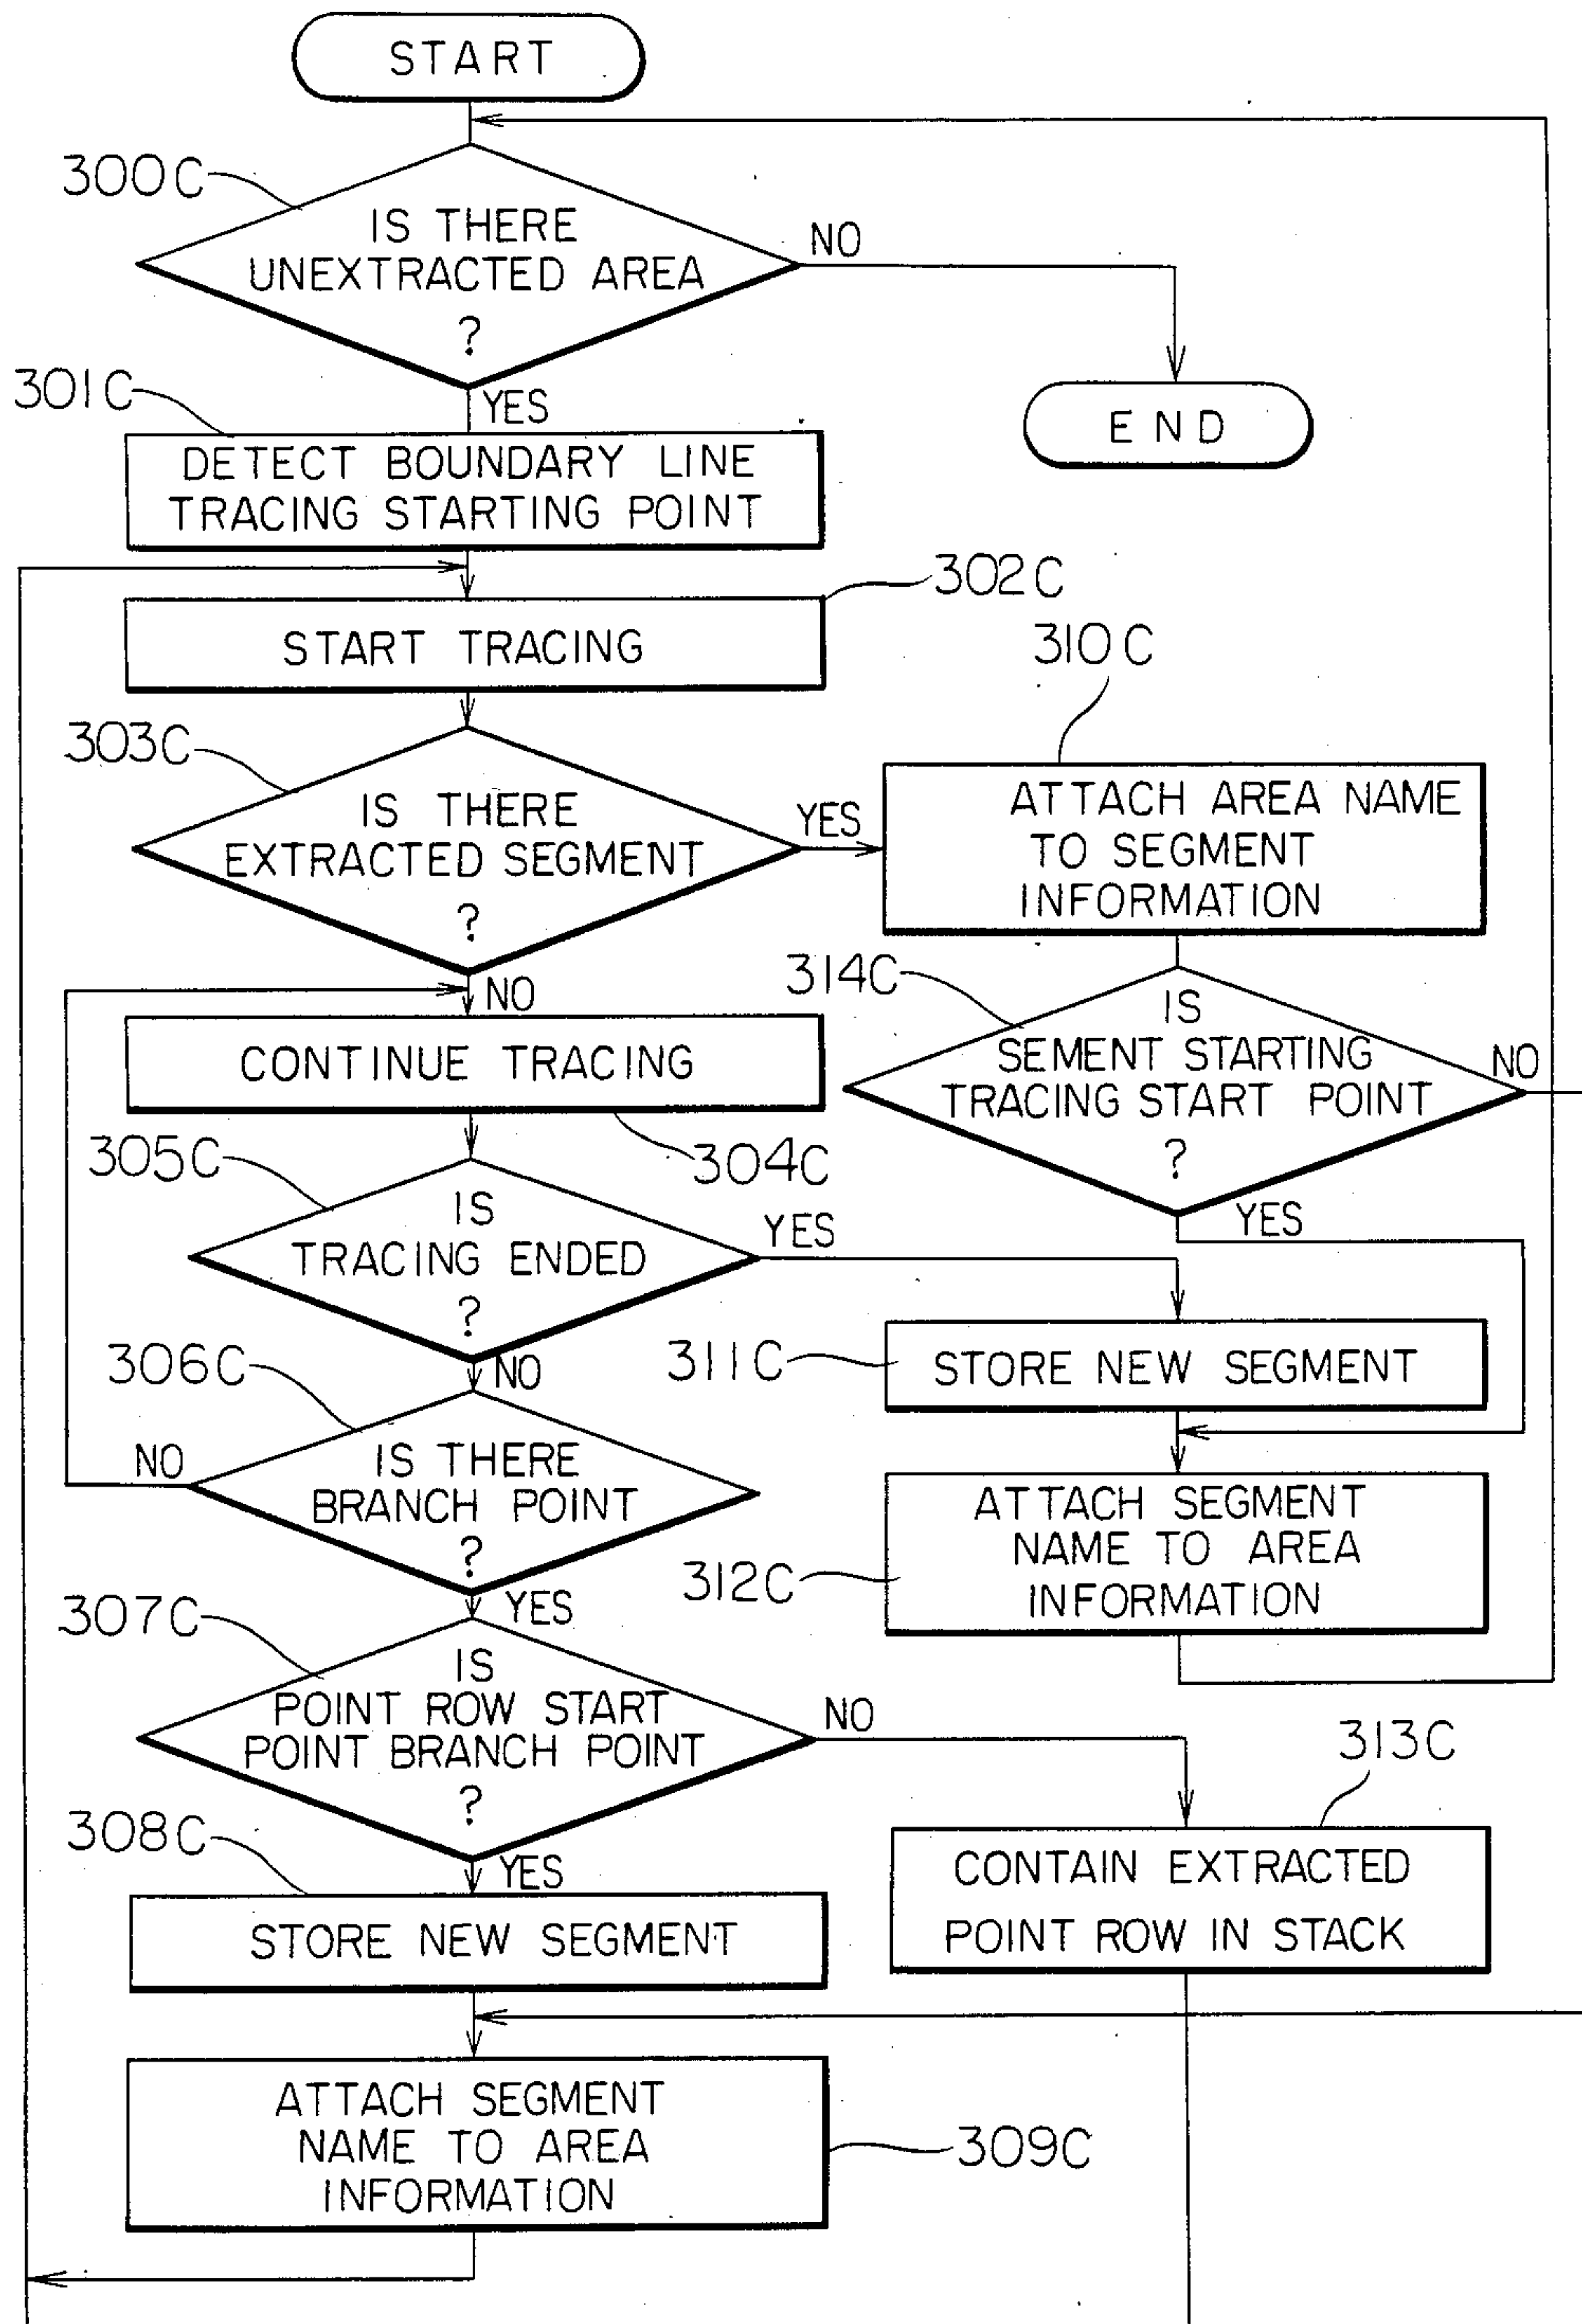 START
300C
IS THERE
UNEXTRACTED AREA
?
NO
END
YES
301C
DETECT BOUNDARY LINE
TRACING STARTING POINT
302C
START TRACING
303C
IS THERE
EXTRACTED SEGMENT
?
YES
310C
ATTACH AREA NAME
TO SEGMENT
INFORMATION
NO
314C
IS
SEMENT STARTING
TRACING START POINT
?
NO
YES
CONTINUE TRACING
304C
305C
IS
TRACING ENDED
?
YES
NO
311C
STORE NEW SEGMENT
306C
IS THERE
BRANCH POINT
?
NO
YES
312C
ATTACH SEGMENT
NAME TO AREA
INFORMATION
307C
IS
POINT ROW START
POINT BRANCH POINT
?
NO
YES
313C
CONTAIN EXTRACTED
POINT ROW IN STACK
308C
STORE NEW SEGMENT
ATTACH SEGMENT
NAME TO AREA
INFORMATION
309C